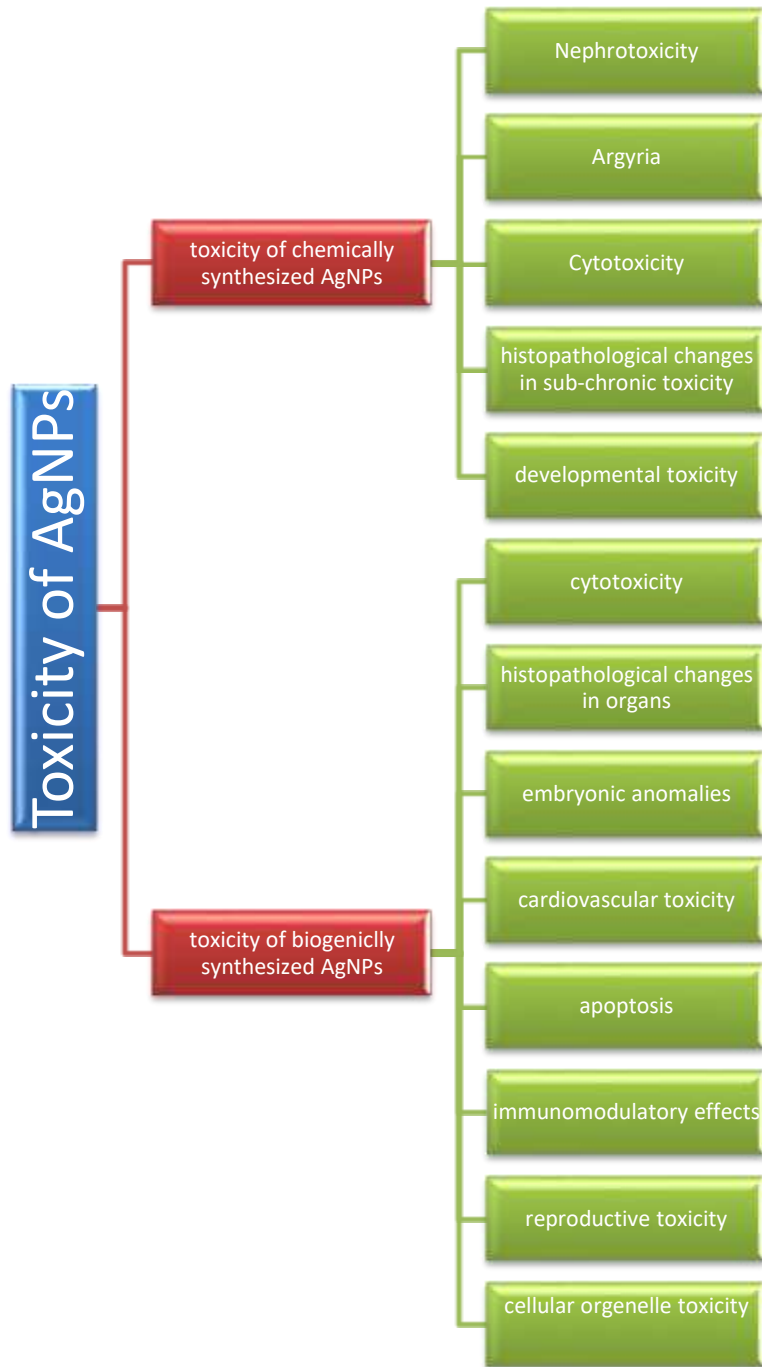 Toxicity of AgNPs
toxicity of chemically
synthesized AgNPs
Nephrotoxicity
Argyria
Cytotoxicity
histopathological changes
in sub-chronic toxicity
developmental toxicity
toxicity of biogeniclly
synthesized AgNPs
cytotoxicity
histopathological changes
in organs
embryonic anomalies
cardiovascular toxicity
apoptosis
immunomodulatory effects
reproductive toxicity
cellular orgenelle toxicity